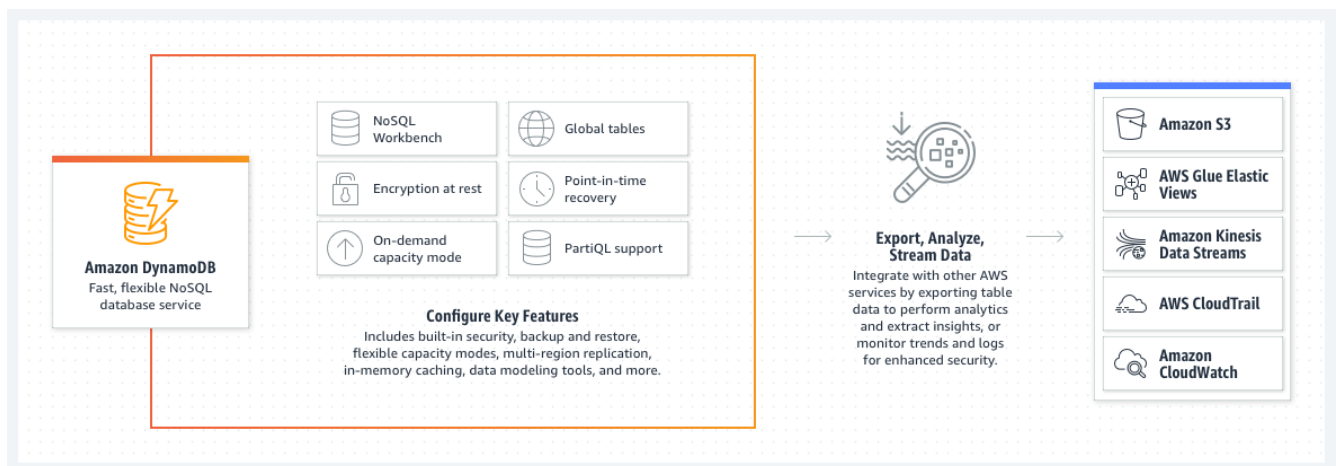 Amazon DynamoDB
Fast, flexible NoSQL
database service
NoSQL
Workbench
Global tables
Encryption at rest
Point-in-time
recovery
On-demand
capacity mode
PartiQL support
Configure Key Features
Includes built-in security, backup and restore,
flexible capacity modes, multi-region replication,
in-memory caching, data modeling tools, and more.
Export, Analyze,
Stream Data
Integrate with other AWS
services by exporting table
data to perform analytics
and extract insights, or
monitor trends and logs
for enhanced security.
Amazon S3
AWS Glue Elastic
Views
Amazon Kinesis
Data Streams
AWS CloudTrail
Amazon
CloudWatch